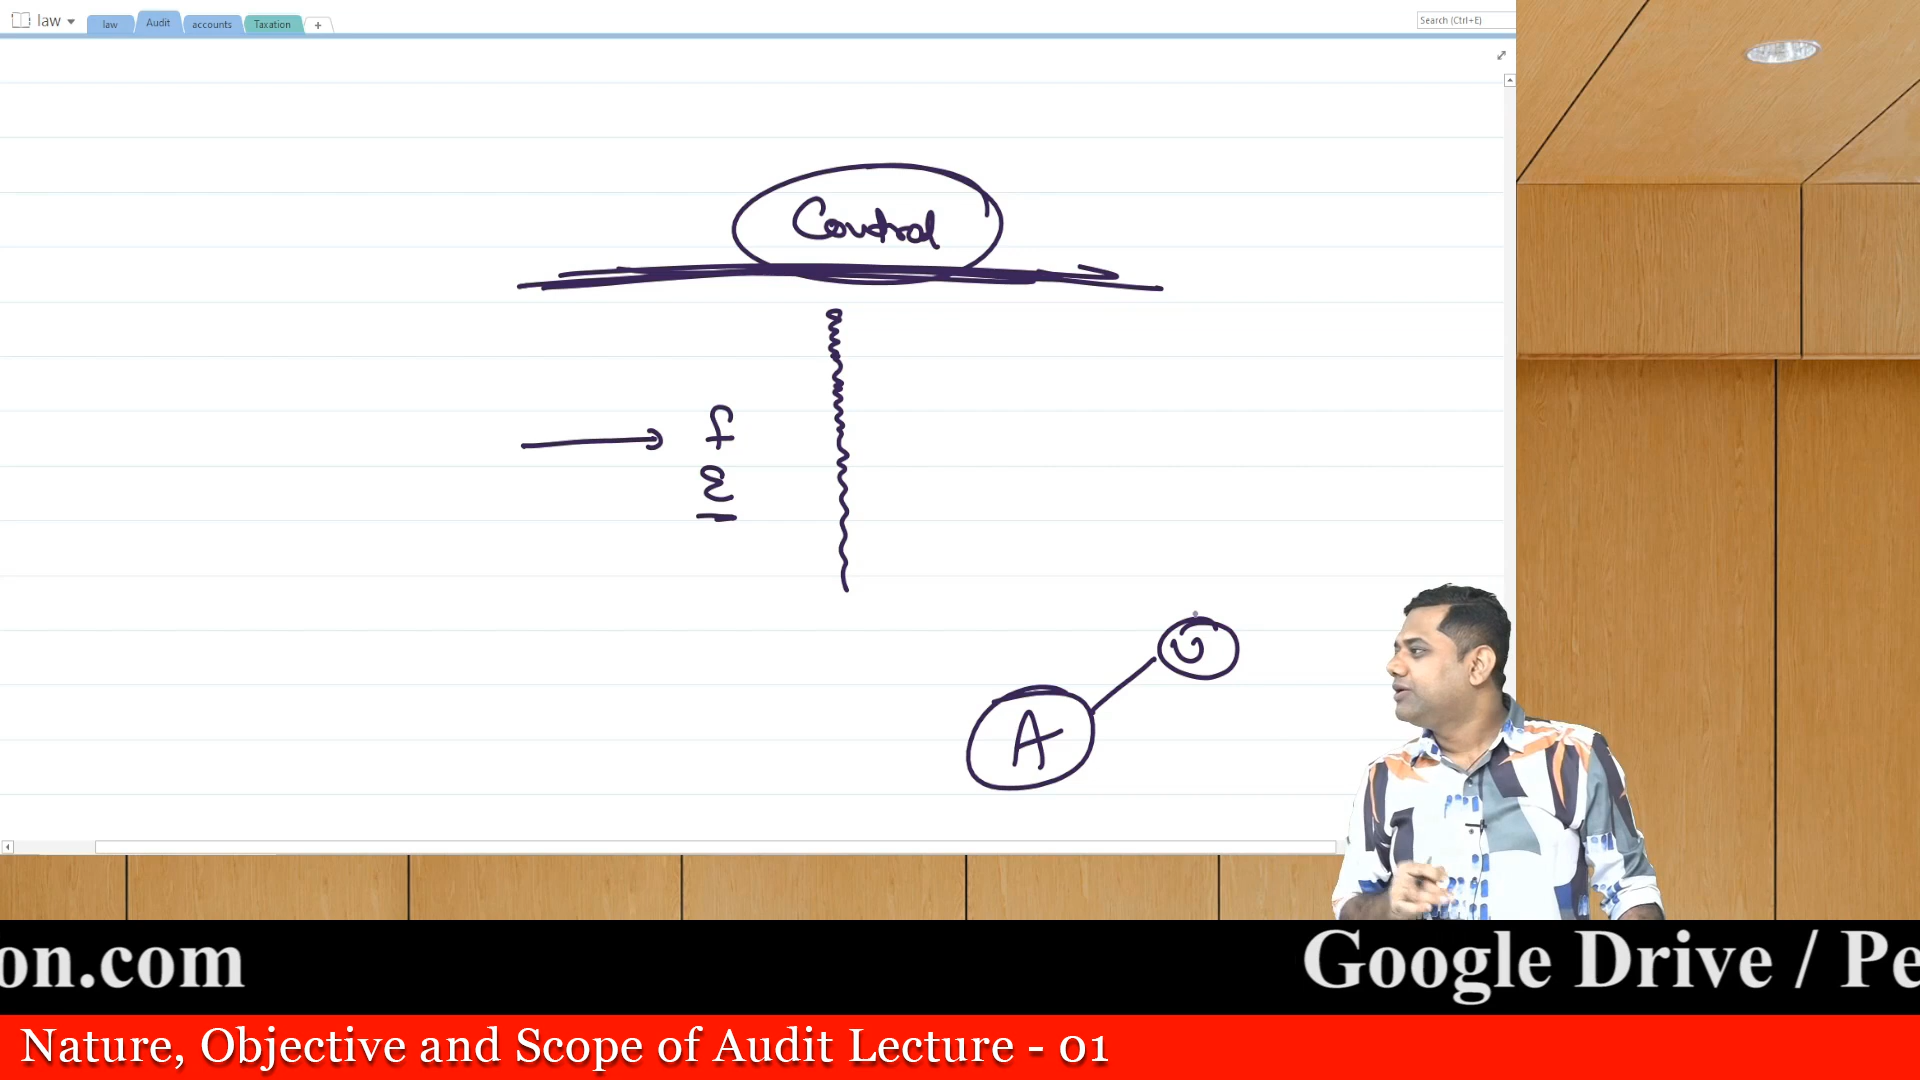 law
law Audit accounts Taxation +
Search (Ctrl+E)
Control
f
E
A
on.com
Google Drive / Pe
Nature, Objective and Scope of Audit Lecture - 01